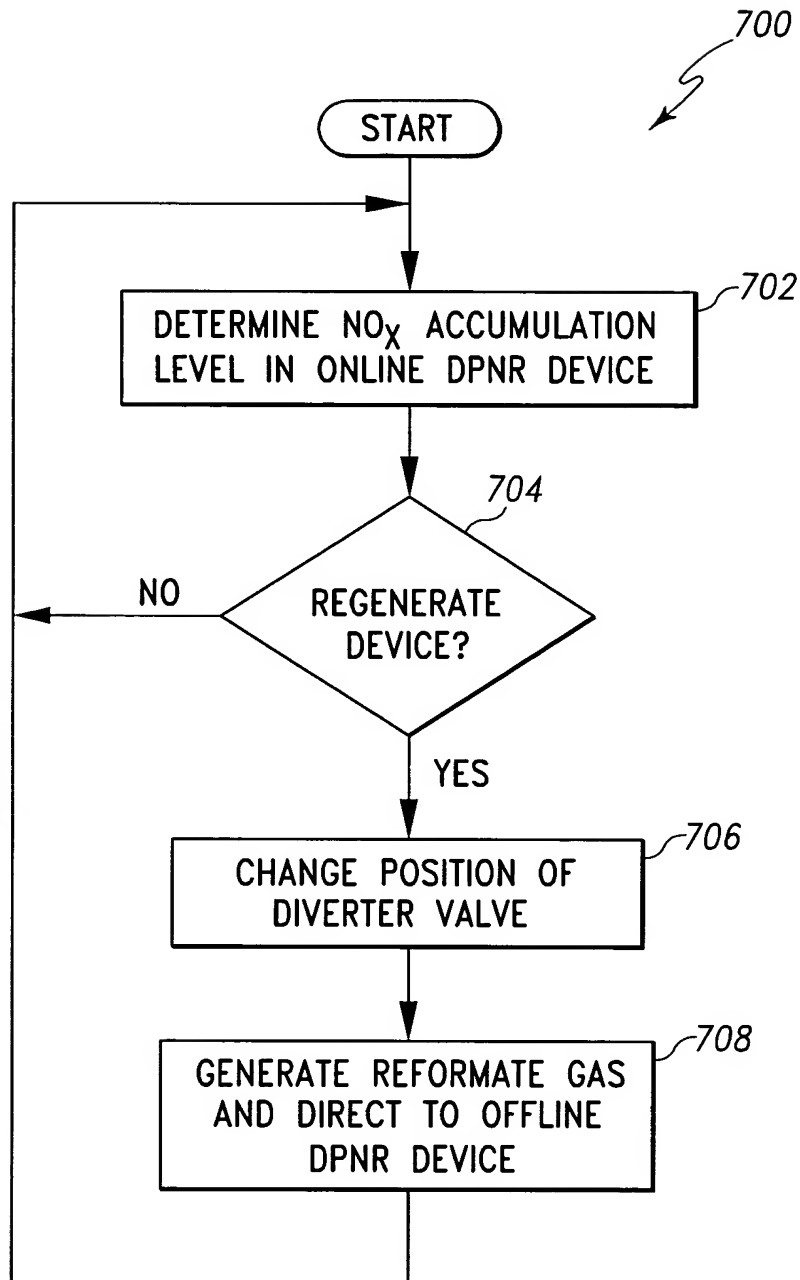 700
START
702
DETERMINE NOX ACCUMULATION
LEVEL IN ONLINE DPNR DEVICE
704
REGENERATE
DEVICE?
NO
YES
706
CHANGE POSITION OF
DIVERTER VALVE
708
GENERATE REFORMATE GAS
AND DIRECT TO OFFLINE
DPNR DEVICE